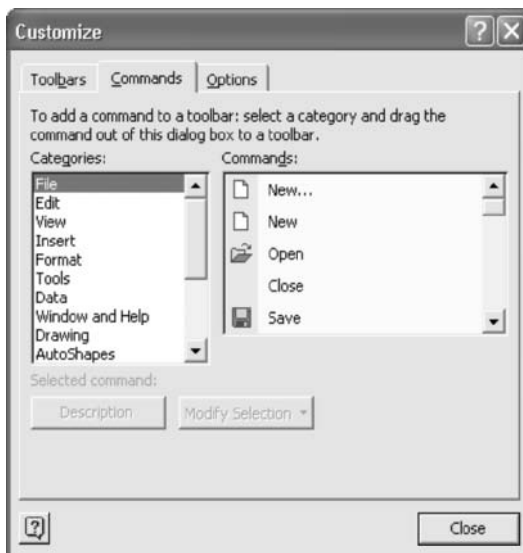 Customize
Toolbars Commands Options
To add a command to a toolbar: select a category and drag the
command out of this dialog box to a toolbar.
Categories:
File
Edit
View
Insert
Format
Tools
Data
Window and Help
Drawing
AutoShapes
Commands:
New...
New
Open
Close
Save
Selected command:
Description Modify Selection
Close